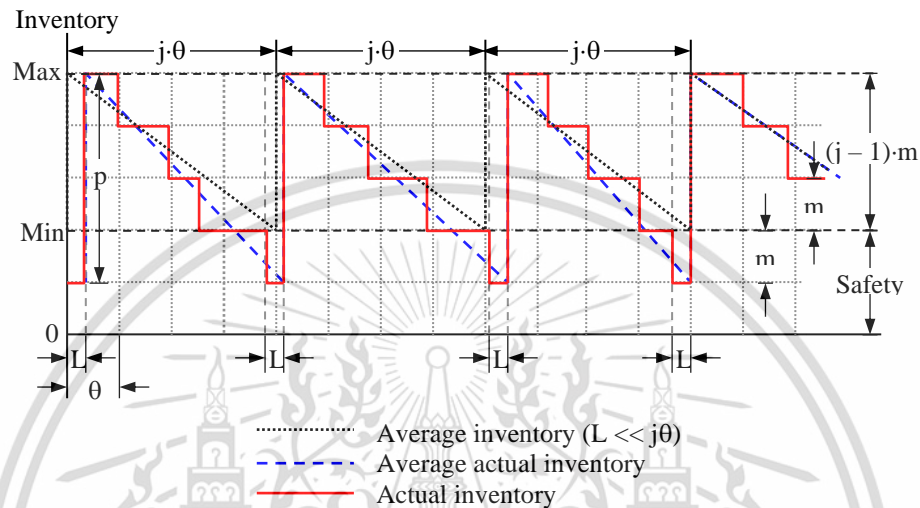 Inventory
j·θ j·θ j·θ
Max
p
(j – 1)·m
m
Min
m
Safety
0
L L L L
θ
Average inventory (L << jθ)
Average actual inventory
Actual inventory